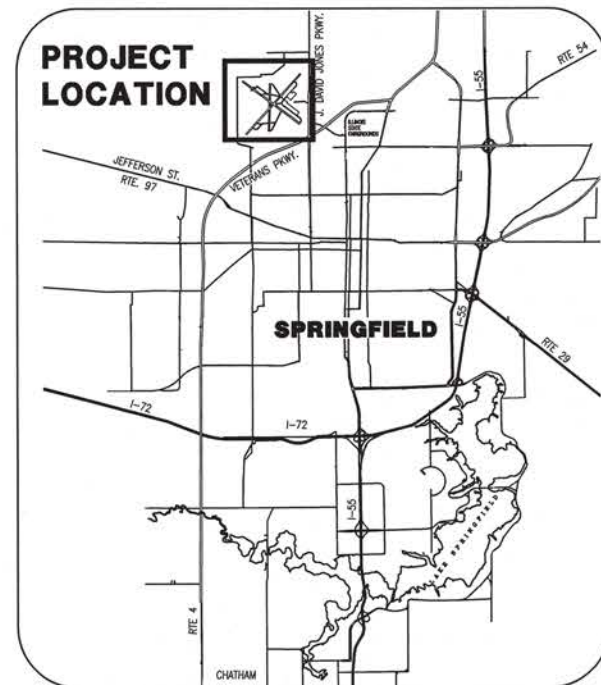 PROJECT
LOCATION
J. DAVID JONES PKWY.
I-55
RTE 54
ILLINOIS
STATE
FAIRGROUNDS
JEFFERSON ST.
RTE. 97
VETERANS PKWY.
SPRINGFIELD
I-55
RTE 29
I-72
I-72
I-55
LAKE SPRINGFIELD
RTE 4
CHATHAM